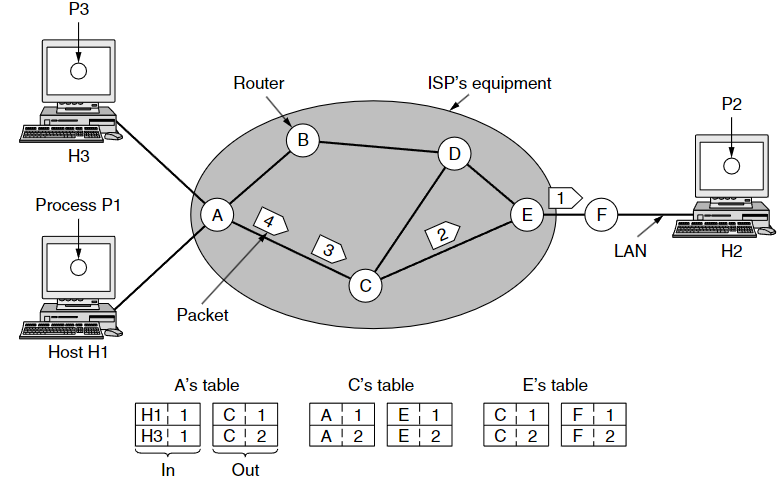 P3
Router
ISP's equipment
P2
B
D
H3
Process P1
A
4
3
2
E
1
F
LAN
H2
C
Packet
Host H1
A's table
C's table
E's table
H1 1 C 1 A 1 E 1 C 1 F 1
H3 1 C 2 A 2 E 2 C 2 F 2
In Out